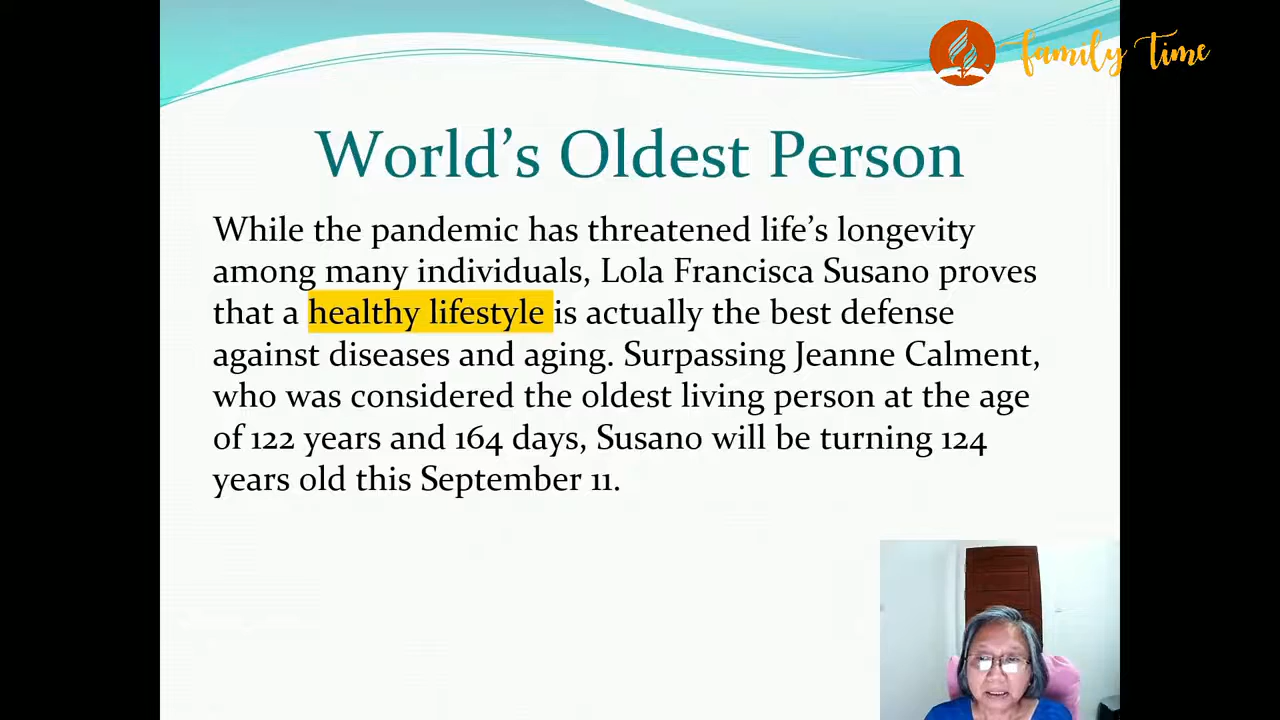 family Time
World's Oldest Person
While the pandemic has threatened life's longevity
among many individuals, Lola Francisca Susano proves
that a healthy lifestyle is actually the best defense
against diseases and aging. Surpassing Jeanne Calment,
who was considered the oldest living person at the age
of 122 years and 164 days, Susano will be turning 124
years old this September 11.